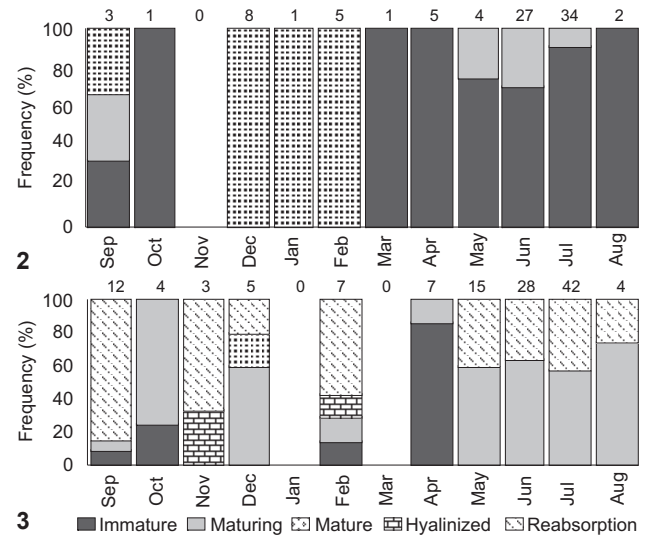 3 1 0 8 1 5 1 5 4 27 34 2
Frequency (%)
100
80
60
40
20
0
Sep Oct Nov Dec Jan Feb Mar Apr May Jun Jul Aug
2
12 4 3 5 0 7 0 7 15 28 42 4
Frequency (%)
100
80
60
40
20
0
Sep Oct Nov Dec Jan Feb Mar Apr May Jun Jul Aug
3
Immature Maturing Mature Hyalinized Reabsorption